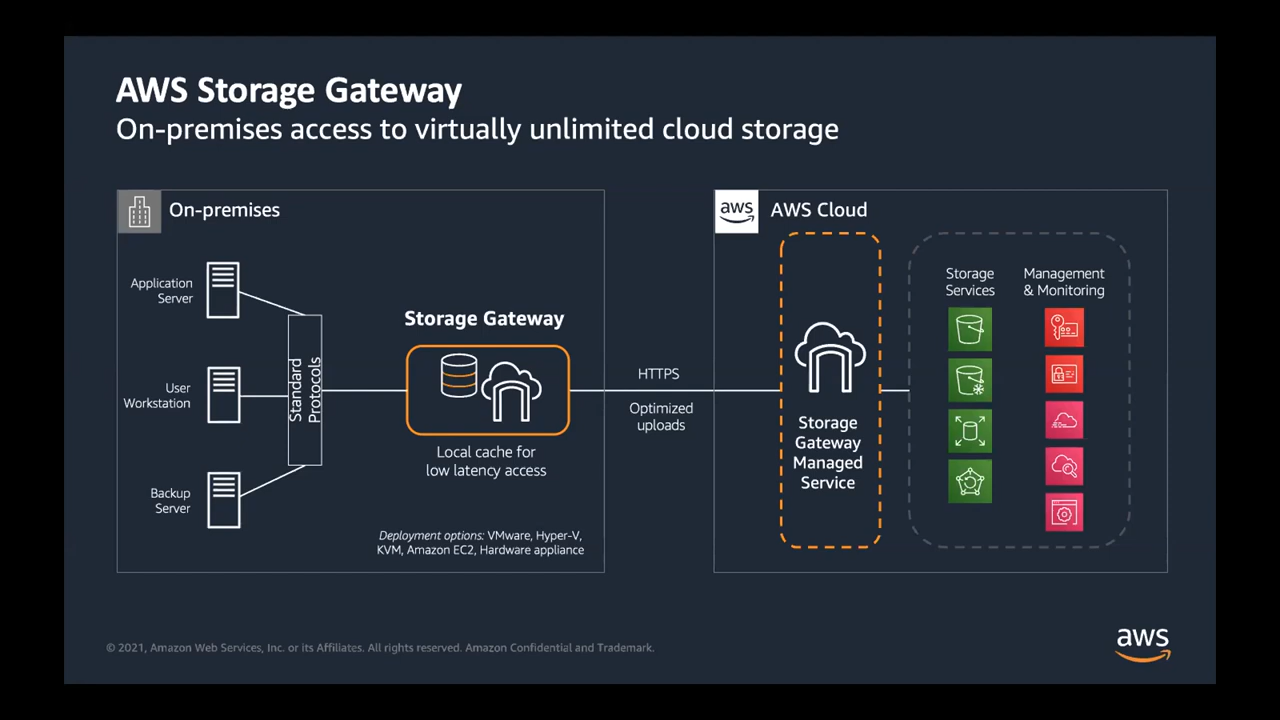 AWS Storage Gateway
On-premises access to virtually unlimited cloud storage
On-premises
Application
Server
User
Workstation
Backup
Server
Standard
Protocols
Storage Gateway
Local cache for
low latency access
Deployment options: VMware, Hyper-V,
KVM, Amazon EC2, Hardware appliance
HTTPS
Optimized
uploads
aws
AWS Cloud
Storage
Gateway
Managed
Service
Storage
Services
Management
& Monitoring
© 2021, Amazon Web Services, Inc. or its Affiliates. All rights reserved. Amazon Confidential and Trademark.
aws